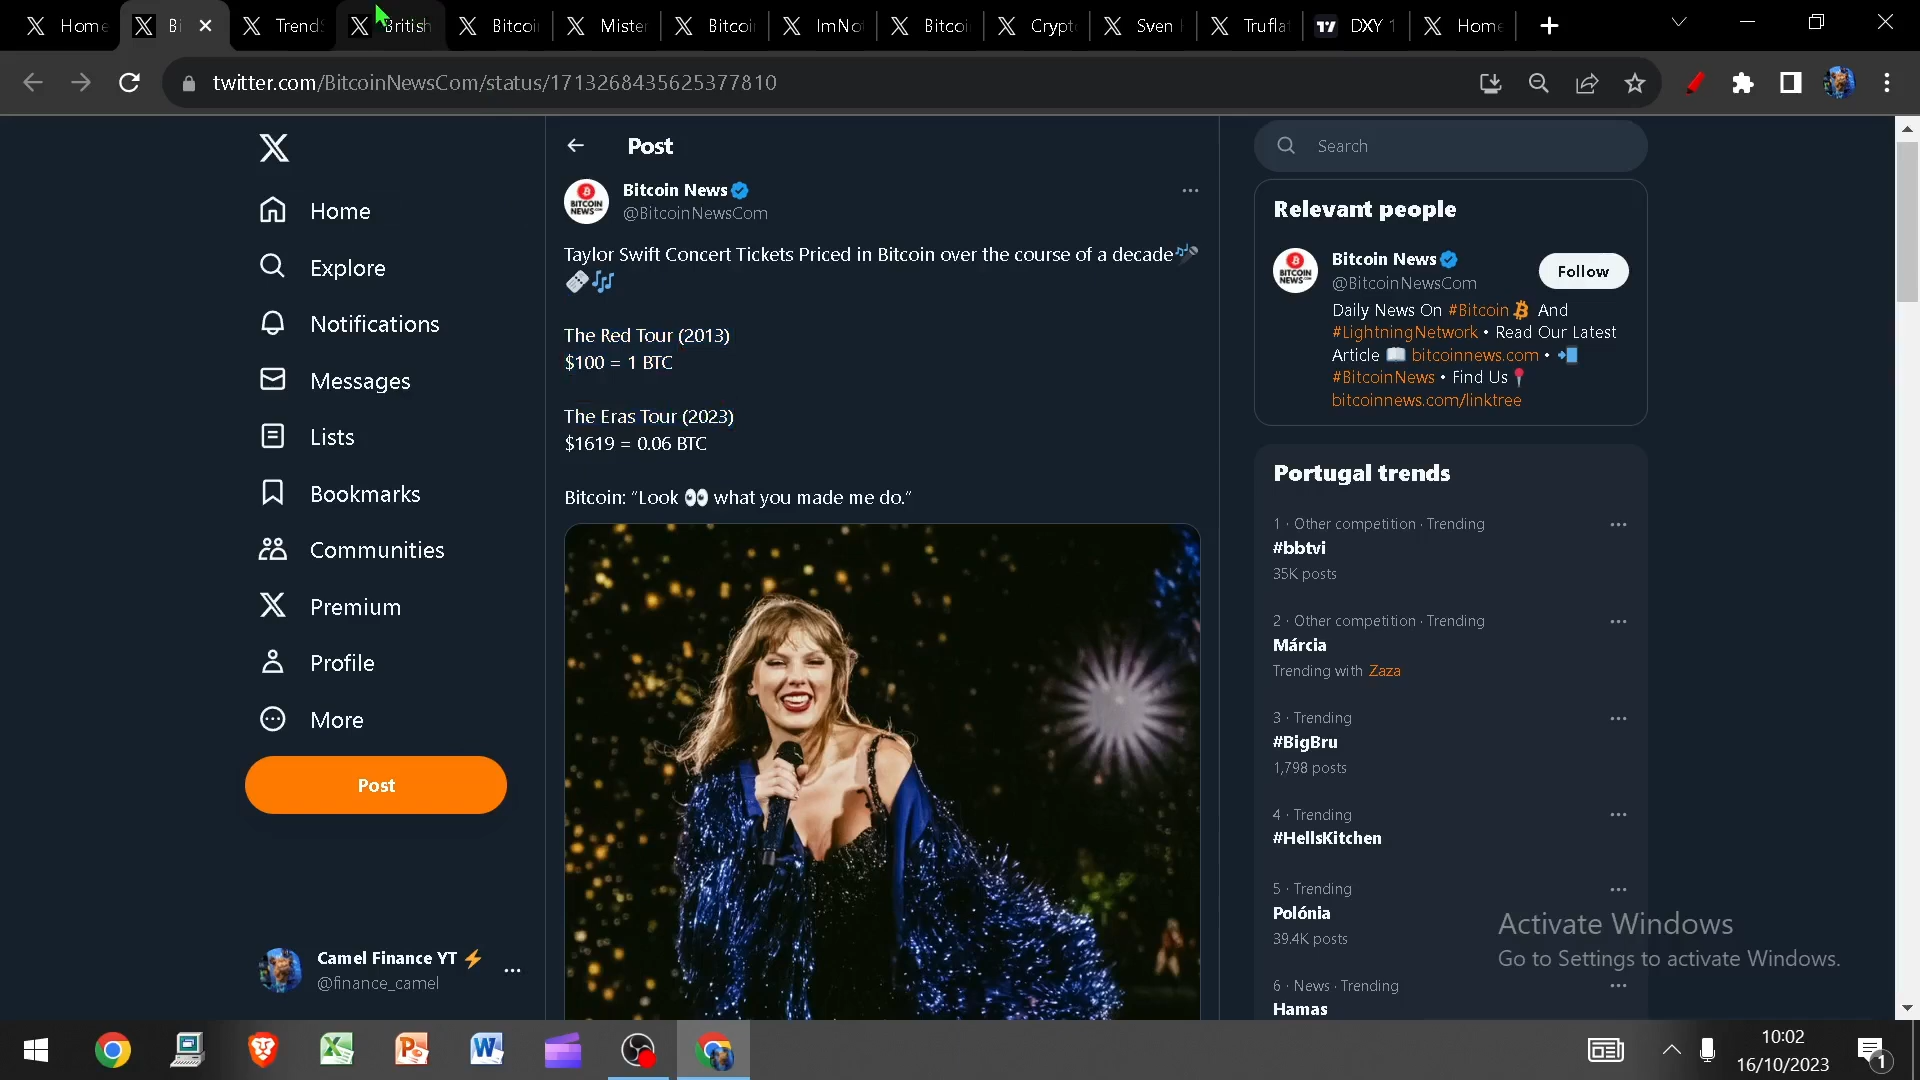 Home
Bi
Trend
British
Bitcoi
Mister
Bitcoi
ImNo
Bitcoi
Crypt
Sven
Trufla
DXY 1
Home
twitter.com/BitcoinNewsCom/status/1713268435625377810
Home
Explore
Notifications
Messages
Lists
Bookmarks
Communities
Premium
Profile
More
Post
Camel Finance YT
@finance_camel
Post
Bitcoin News
@BitcoinNewsCom
Taylor Swift Concert Tickets Priced in Bitcoin over the course of a decade
The Red Tour (2013)
$100 = 1 BTC
The Eras Tour (2023)
$1619 = 0.06 BTC
Bitcoin: “Look 👀 what you made me do.”
Search
Relevant people
BITCOIN
NEWS
Bitcoin News
@BitcoinNewsCom
Follow
Daily News On #Bitcoin And
#LightningNetwork • Read Our Latest
Article 📖 bitcoinnews.com • 📲
#BitcoinNews • Find Us📍
bitcoinnews.com/linktree
Portugal trends
1 · Other competition · Trending
#bbtvi
35K posts
2 · Other competition · Trending
Márcia
Trending with Zaza
3 · Trending
#BigBru
1,798 posts
4 · Trending
#HellsKitchen
5 · Trending
Polónia
39.4K posts
6 · News · Trending
Hamas
Activate Windows
Go to Settings to activate Windows.
10:02
16/10/2023
1